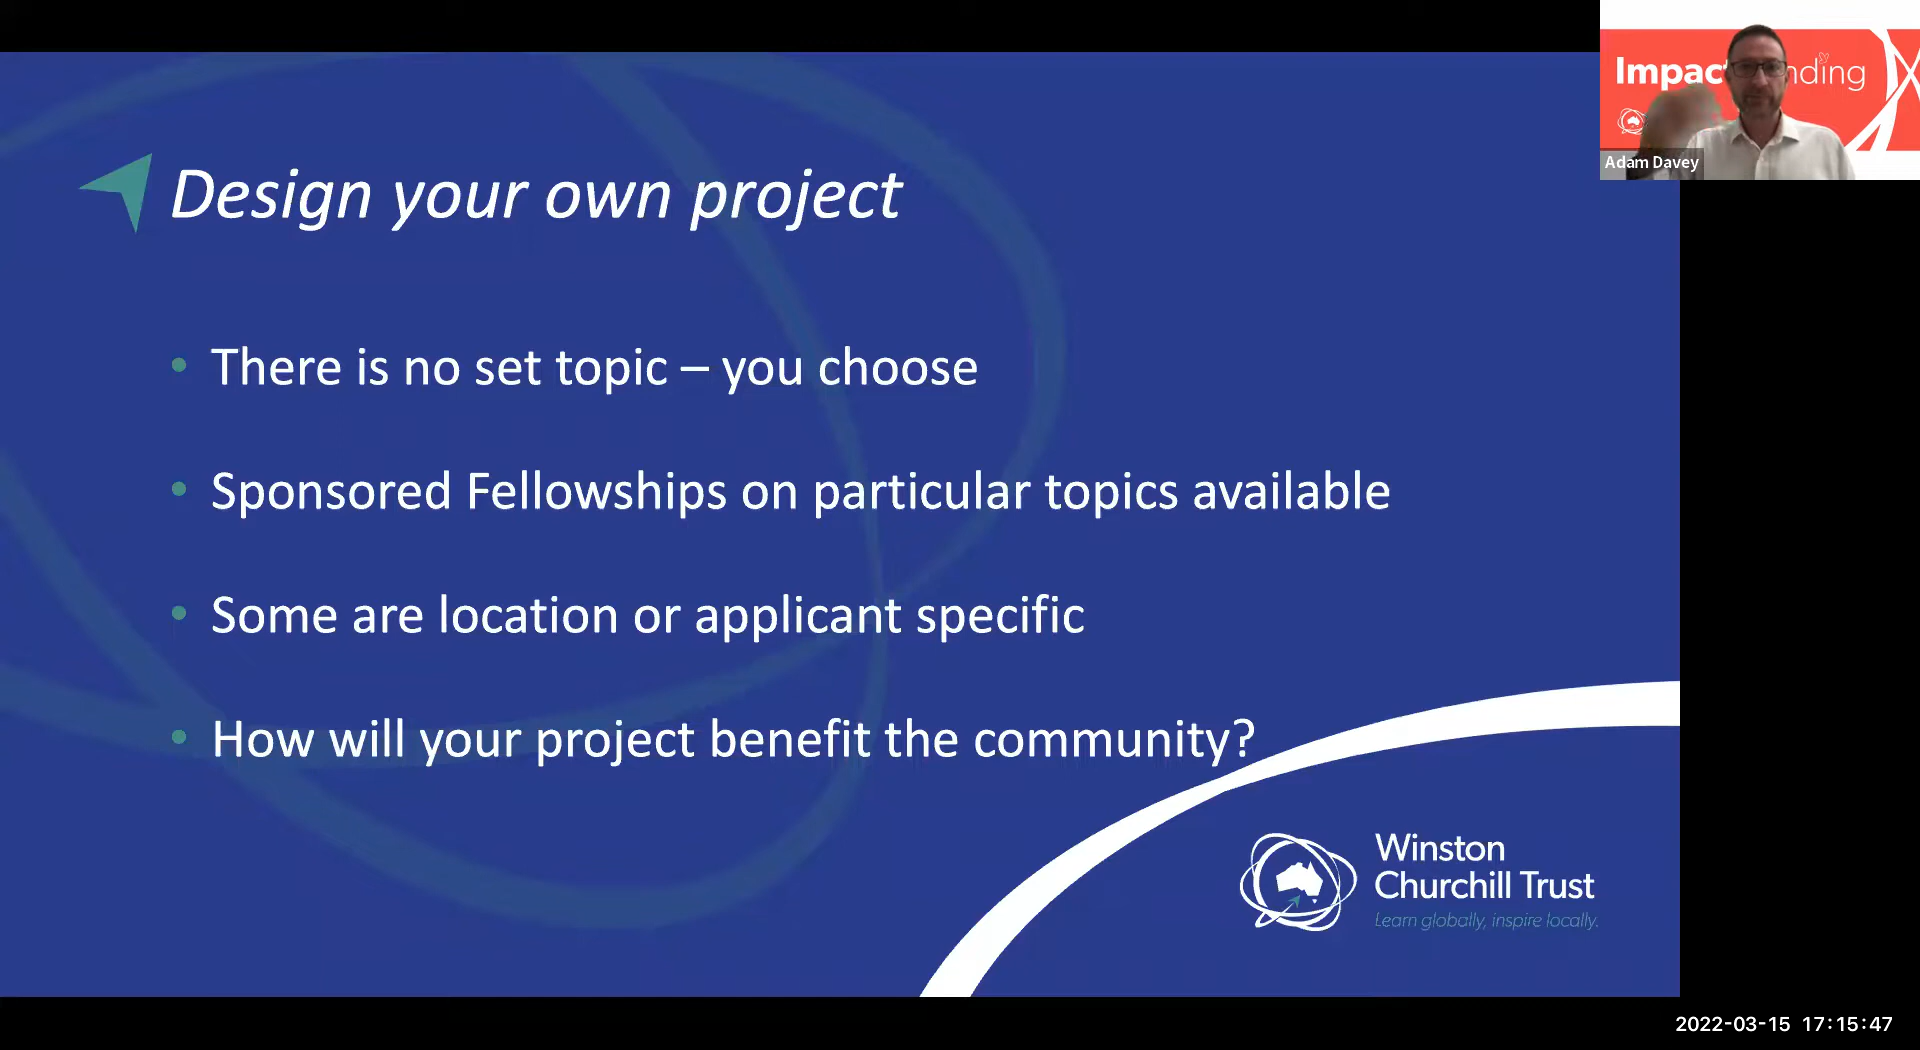 Design your own project
• There is no set topic – you choose
• Sponsored Fellowships on particular topics available
• Some are location or applicant specific
• How will your project benefit the community?
Winston
Churchill Trust
Learn globally, inspire locally.
Impac nding
Adam Davey
2022-03-15 17:15:47